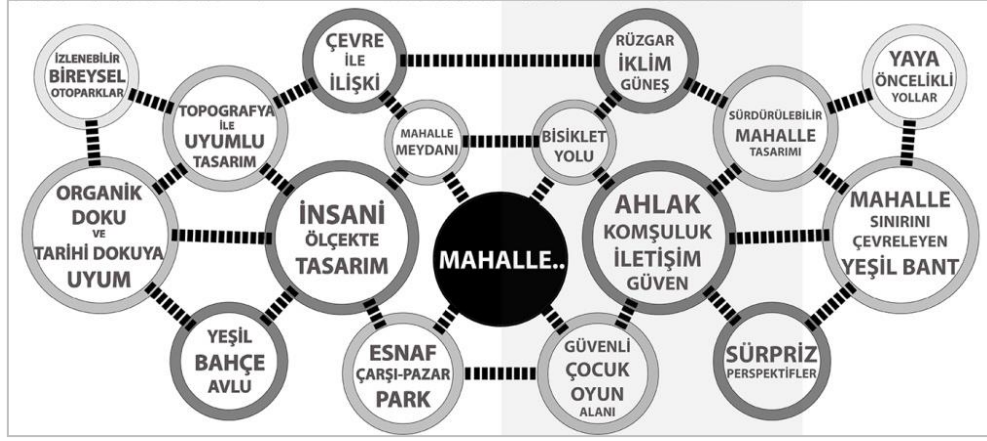 İZLENEBİLİR
BİREYSEL
OTOPARKLAR
TOPOGRAFYA
İLE
UYUMLU
TASARIM
ÇEVRE
İLE
İLİŞKİ
MAHALLE
MEYDANI
RÜZGAR
İKLİM
GÜNEŞ
BİSİKLET
YOLU
SÜRDÜRÜLEBİLİR
MAHALLE
TASARIMI
YAYA
ÖNCELİKLİ
YOLLAR
ORGANİK
DOKU
VE
TARİHİ DOKUYA
UYUM
İNSANİ
ÖLÇEKTE
TASARIM
MAHALLE..
AHLAK
KOMŞULUK
İLETİŞİM
GÜVEN
MAHALLE
SINIRINI
ÇEVRELEYEN
YEŞİL BANT
YEŞİL
BAHÇE
AVLU
ESNAF
ÇARŞI-PAZAR
PARK
GÜVENLİ
ÇOCUK
OYUN
ALANI
SÜRPRİZ
PERSPEKTİFLER